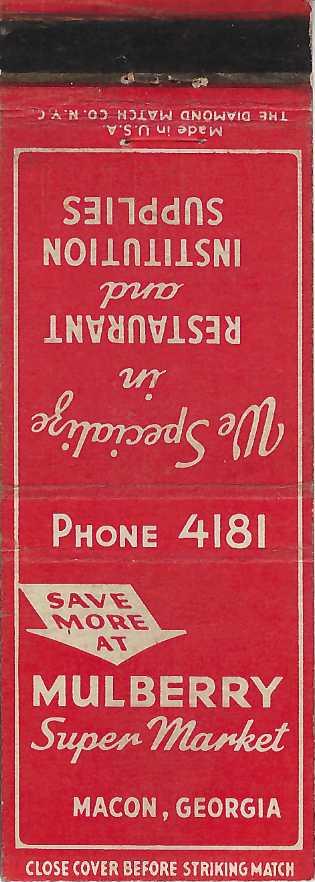 Made in U.S.A.
THE DIAMOND MATCH CO. N.Y.C.
We Specialize
in
RESTAURANT
and
INSTITUTION
SUPPLIES
PHONE 4181
SAVE
MORE
AT
MULBERRY
Super Market
MACON, GEORGIA
CLOSE COVER BEFORE STRIKING MATCH